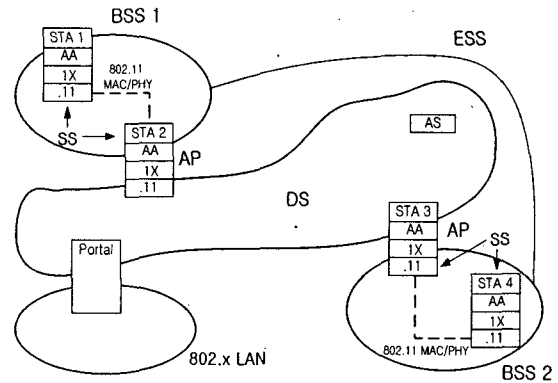 BSS 1
STA 1
AA
1X
.11
802.11
MAC/PHY
ESS
SS
STA 2
AA
1X
.11
AP
AS
DS
STA 3
AA
1X
.11
AP
SS
Portal
STA 4
AA
1X
.11
802.11 MAC/PHY
802.x LAN
BSS 2